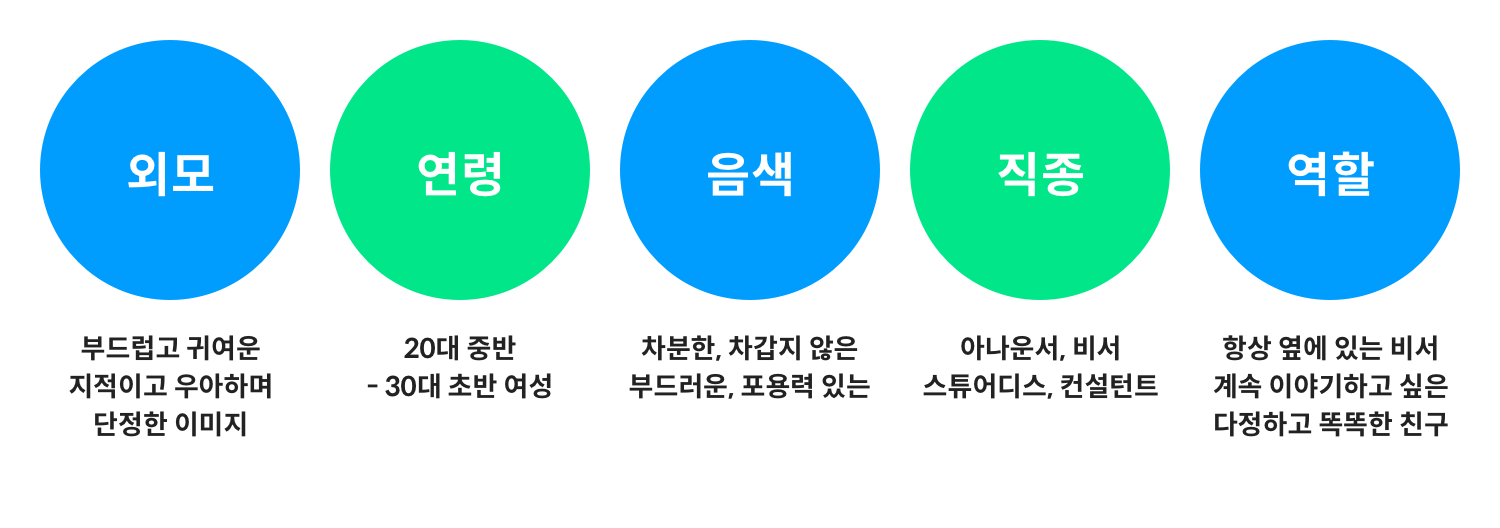 외모
부드럽고 귀여운
지적이고 우아하며
단정한 이미지
연령
20대 중반
- 30대 초반 여성
음색
차분한, 차갑지 않은
부드러운, 포용력 있는
직종
아나운서, 비서
스튜어디스, 컨설턴트
역할
항상 옆에 있는 비서
계속 이야기하고 싶은
다정하고 똑똑한 친구